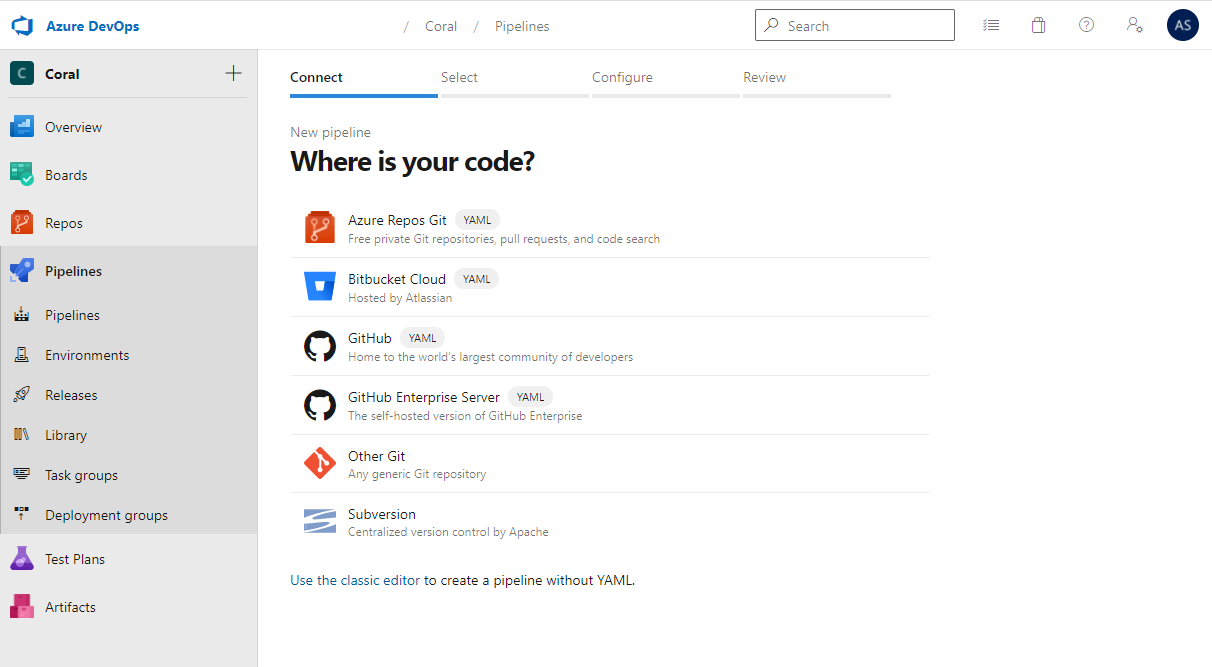 Azure DevOps / Coral / Pipelines Search AS
C Coral
Overview
Boards
Repos
Pipelines
Pipelines
Environments
Releases
Library
Task groups
Deployment groups
Test Plans
Artifacts
Connect Select Configure Review
New pipeline
Where is your code?
Azure Repos Git YAML
Free private Git repositories, pull requests, and code search
Bitbucket Cloud YAML
Hosted by Atlassian
GitHub YAML
Home to the world's largest community of developers
GitHub Enterprise Server YAML
The self-hosted version of GitHub Enterprise
Other Git
Any generic Git repository
Subversion
Centralized version control by Apache
Use the classic editor to create a pipeline without YAML.